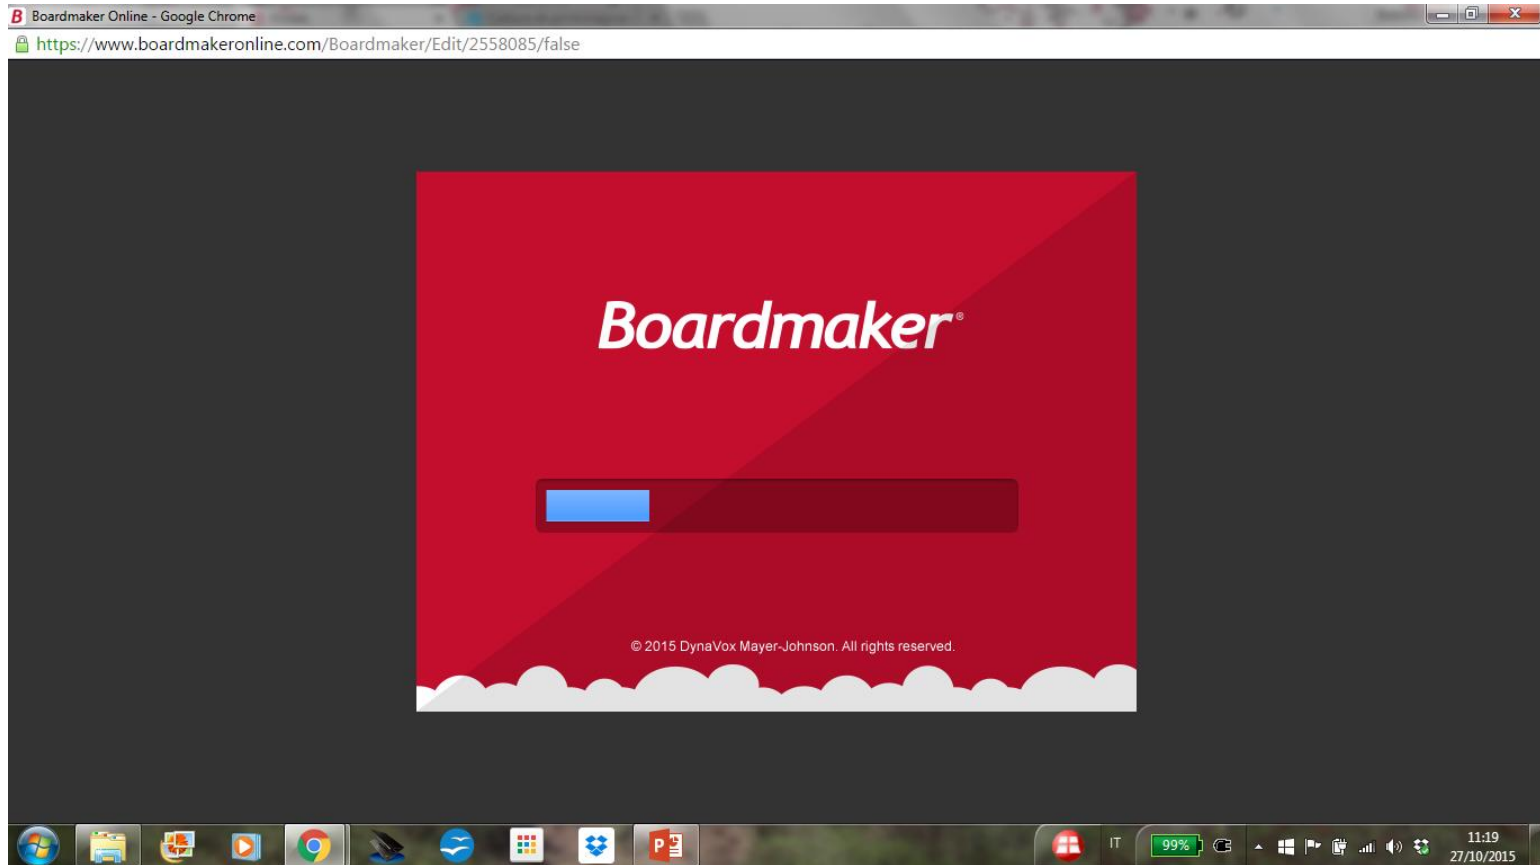 Boardmaker Online - Google Chrome
https://www.boardmakeronline.com/Boardmaker/Edit/2558085/false
Boardmaker®
© 2015 DynaVox Mayer-Johnson. All rights reserved.
IT
99%
11:19
27/10/2015